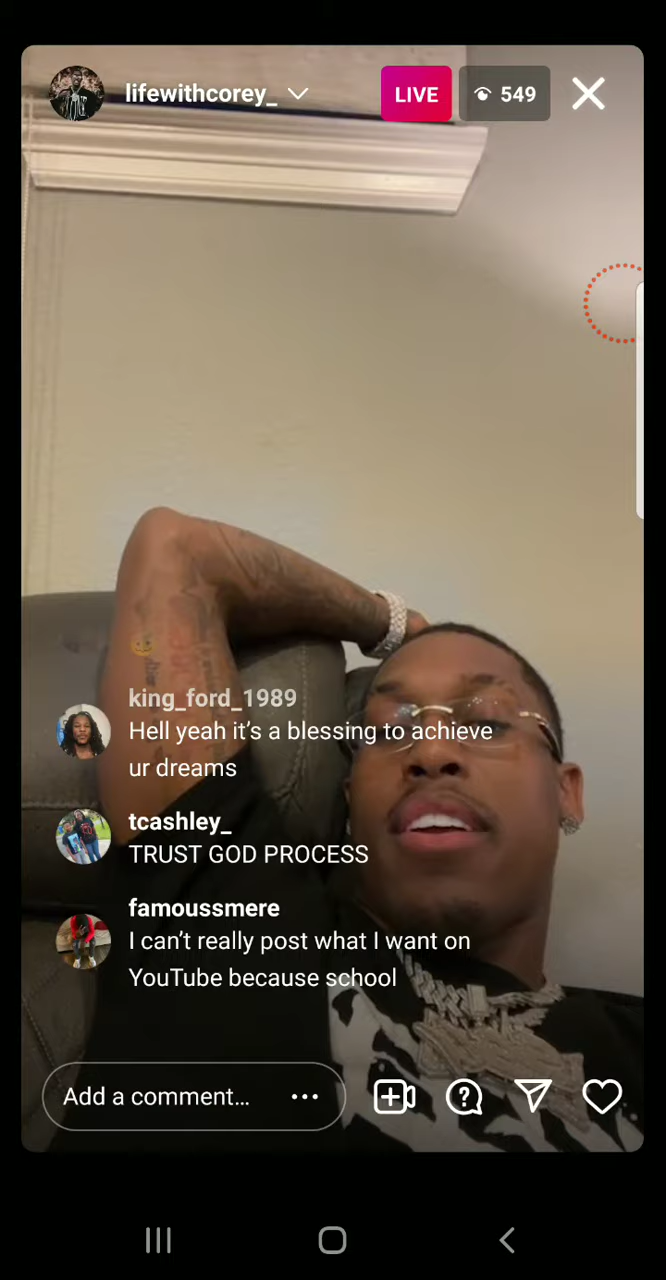 lifewithcorey_
LIVE
549
king_ford_1989
Hell yeah it's a blessing to achieve
ur dreams
tcashley_
TRUST GOD PROCESS
famoussmere
I can't really post what I want on
YouTube because school
Add a comment...